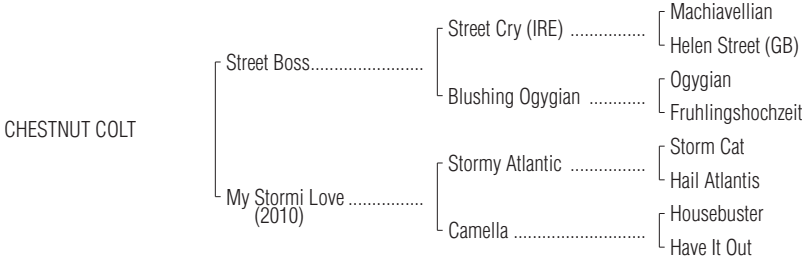 Machiavellian
Street Cry (IRE) ................
Helen Street (GB)
Street Boss........................
Ogygian
Blushing Ogygian ............
Fruhlingshochzeit
CHESTNUT COLT
Storm Cat
Stormy Atlantic ................
Hail Atlantis
My Stormi Love ................
(2010)
Housebuster
Camella ............................
Have It Out